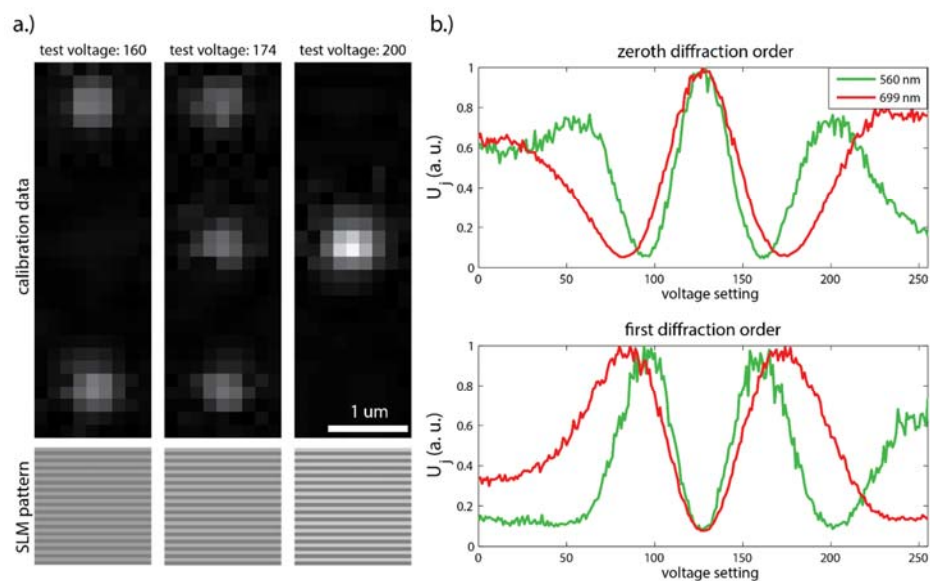 a.)
test voltage: 160
test voltage: 174
test voltage: 200
calibration data
1 um
SLM pattern
b.)
zeroth diffraction order
560 nm
699 nm
U_j (a. u.)
1
0.8
0.6
0.4
0.2
0
0 50 100 150 200 250
voltage setting
first diffraction order
U_j (a. u.)
1
0.8
0.6
0.4
0.2
0
0 50 100 150 200 250
voltage setting